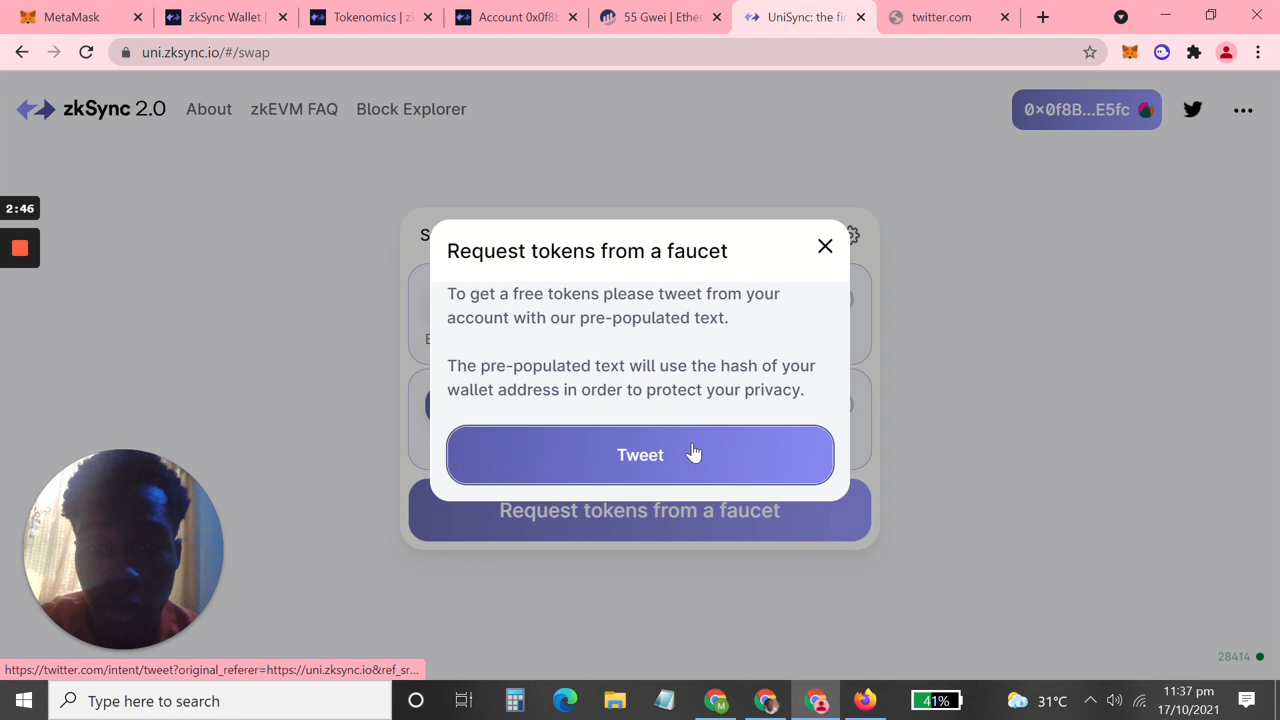 MetaMask
zkSync Wallet |
Tokenomics | z
Account 0x0f8
55 Gwei | Ether
UniSync: the fir
twitter.com
uni.zksync.io/#/swap
zkSync 2.0
About
zkEVM FAQ
Block Explorer
0×0f8B...E5fc
2:46
S
Request tokens from a faucet
To get a free tokens please tweet from your
account with our pre-populated text.
The pre-populated text will use the hash of your
wallet address in order to protect your privacy.
Tweet
Request tokens from a faucet
28414
https://twitter.com/intent/tweet?original_referer=https://uni.zksync.io&ref_sr...
Type here to search
M
41%
31°C
11:37 pm
17/10/2021